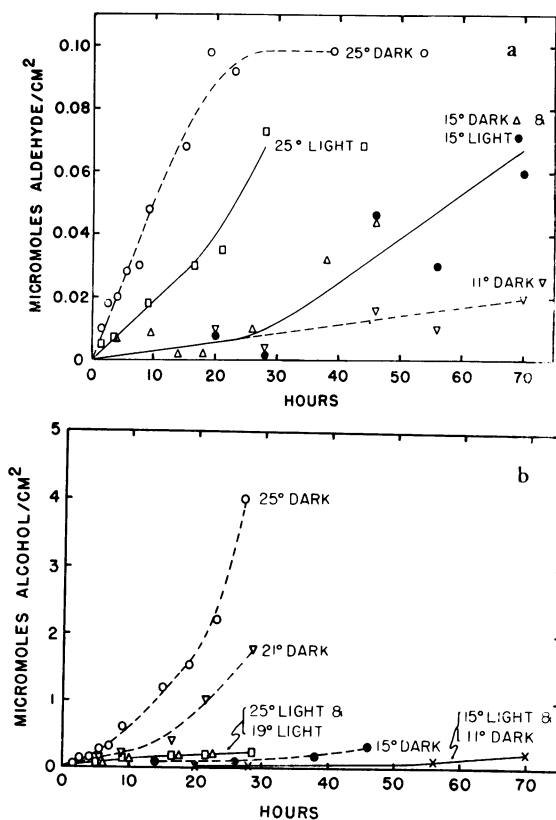 a
MICROMOLES ALDEHYDE/CM²
0.10
0.08
0.06
0.04
0.02
0
25° DARK
25° LIGHT
15° DARK &
15° LIGHT
11° DARK
0 10 20 30 40 50 60 70
HOURS
b
MICROMOLES ALCOHOL/CM²
5
4
3
2
1
0
25° DARK
21° DARK
25° LIGHT &
19° LIGHT
15° DARK
15° LIGHT &
11° DARK
0 10 20 30 40 50 60 70
HOURS